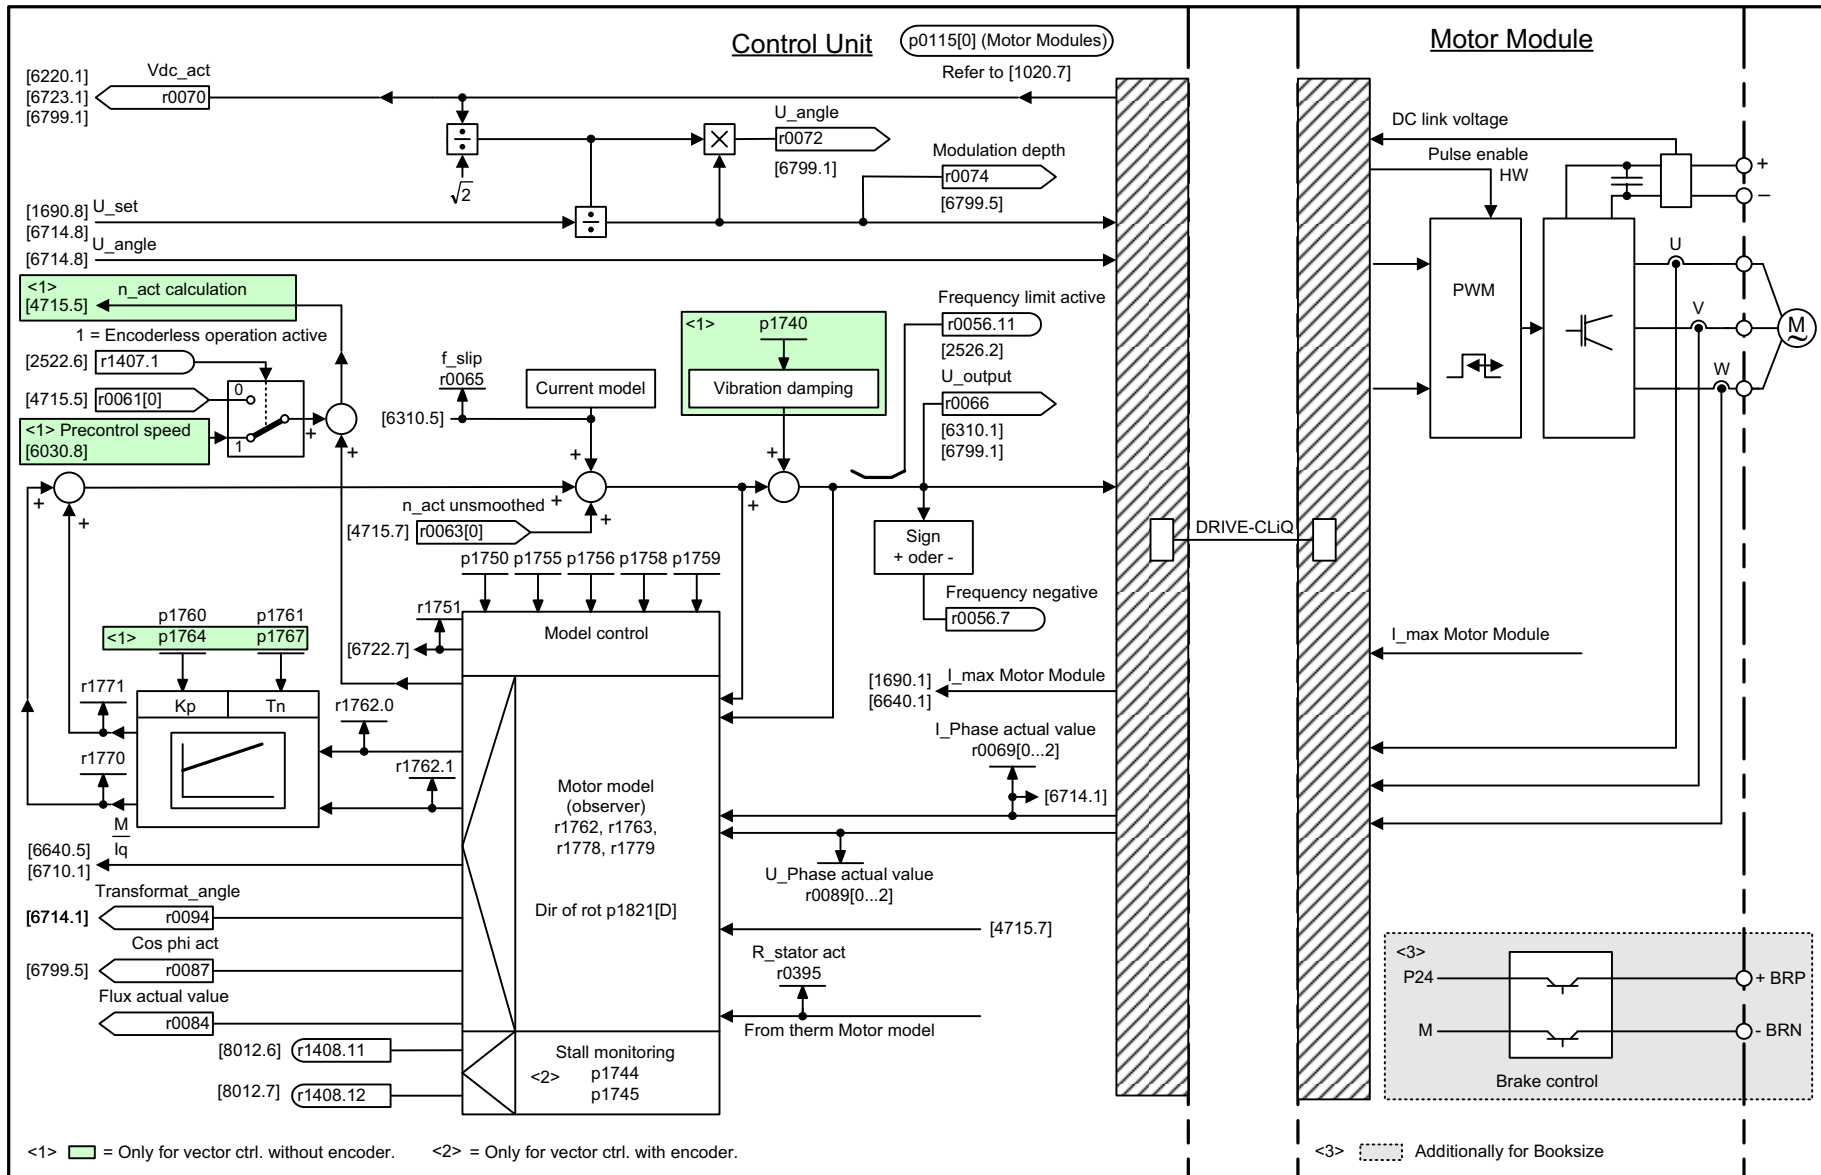 Control Unit
p0115[0] (Motor Modules)
Motor Module
[6220.1]
[6723.1]
[6799.1]
Vdc_act
r0070
Refer to [1020.7]
U_angle
r0072
[6799.1]
Modulation depth
r0074
[6799.5]
÷
×
√2
÷
DC link voltage
Pulse enable
HW
+
–
[1690.8]
[6714.8]
U_set
U_angle
[6714.8]
<1>
n_act calculation
[4715.5]
1 = Encoderless operation active
[2522.6]
r1407.1
[4715.5]
r0061[0]
0
1
<1> Precontrol speed
[6030.8]
+
+
f_slip
r0065
[6310.5]
Current model
<1>
p1740
Vibration damping
Frequency limit active
r0056.11
[2526.2]
U_output
r0066
[6310.1]
[6799.1]
PWM
U
V
W
M
~
+
+
+
+
+
+
+
n_act unsmoothed
[4715.7]
r0063[0]
Sign
+ oder -
Frequency negative
r0056.7
DRIVE-CLiQ
p1750
p1755
p1756
p1758
p1759
r1751
[6722.7]
Model control
p1760
p1761
<1>
p1764
p1767
Kp
Tn
r1771
r1770
r1762.0
r1762.1
I_max Motor Module
[1690.1]
[6640.1]
I_max Motor Module
I_Phase actual value
r0069[0...2]
[6714.1]
Motor model
(observer)
r1762, r1763,
r1778, r1779
Dir of rot p1821[D]
U_Phase actual value
r0089[0...2]
M
Iq
[6640.5]
[6710.1]
Transformat_angle
[6714.1]
r0094
Cos phi act
[6799.5]
r0087
Flux actual value
r0084
[4715.7]
R_stator act
r0395
From therm Motor model
[8012.6]
r1408.11
[8012.7]
r1408.12
Stall monitoring
<2>
p1744
p1745
<3>
P24
M
+ BRP
- BRN
Brake control
<1>
= Only for vector ctrl. without encoder.
<2> = Only for vector ctrl. with encoder.
<3>
Additionally for Booksize